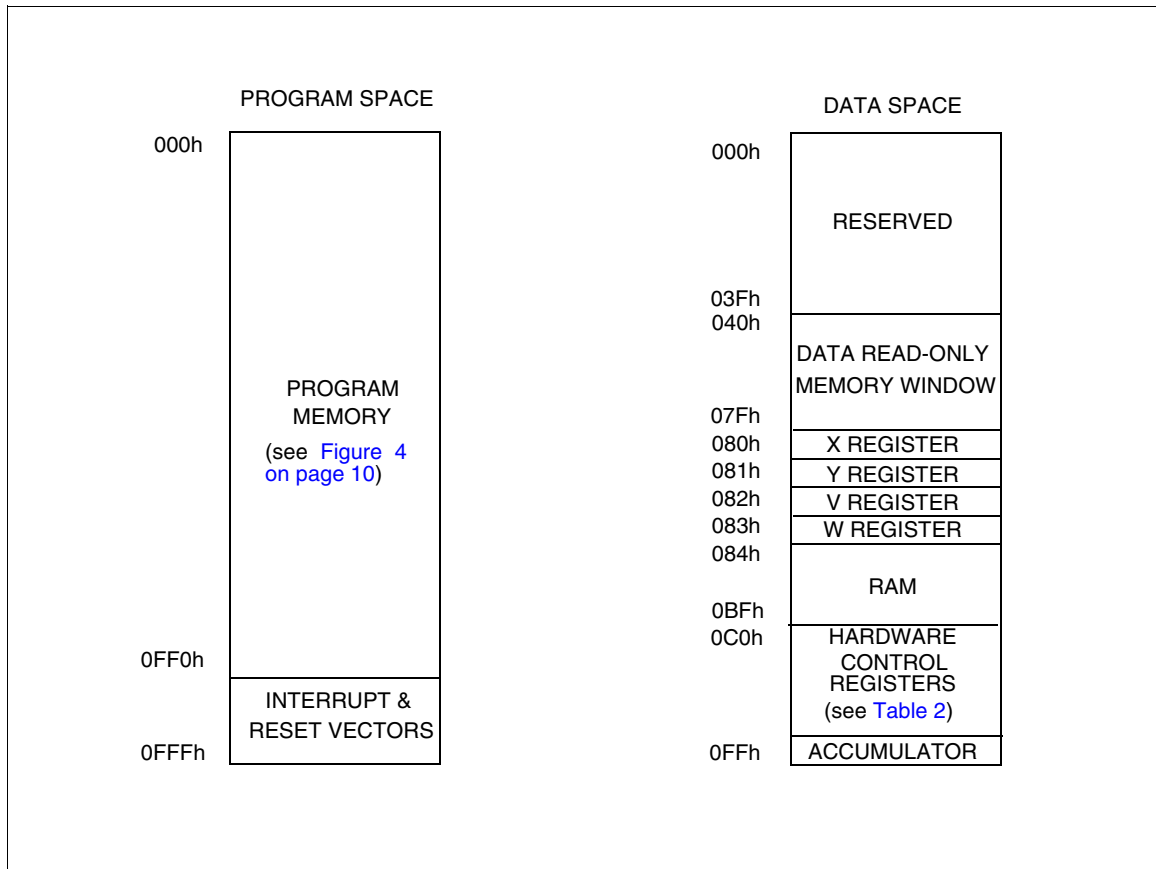 PROGRAM SPACE
000h
PROGRAM
MEMORY
(see Figure 4
on page 10)
0FF0h
INTERRUPT &
RESET VECTORS
0FFFh
DATA SPACE
000h
RESERVED
03Fh
040h
DATA READ-ONLY
MEMORY WINDOW
07Fh
080h X REGISTER
081h Y REGISTER
082h V REGISTER
083h W REGISTER
084h
RAM
0BFh
0C0h HARDWARE
CONTROL
REGISTERS
(see Table 2)
0FFh ACCUMULATOR